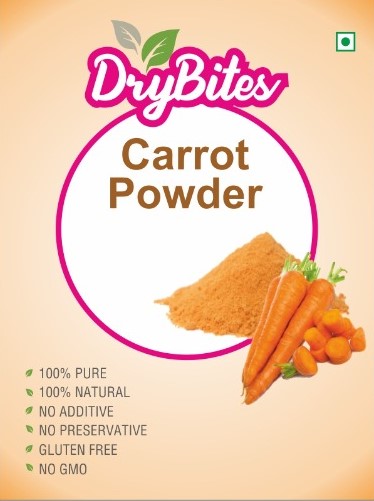 DryBites
Carrot
Powder
100% PURE
100% NATURAL
NO ADDITIVE
NO PRESERVATIVE
GLUTEN FREE
NO GMO